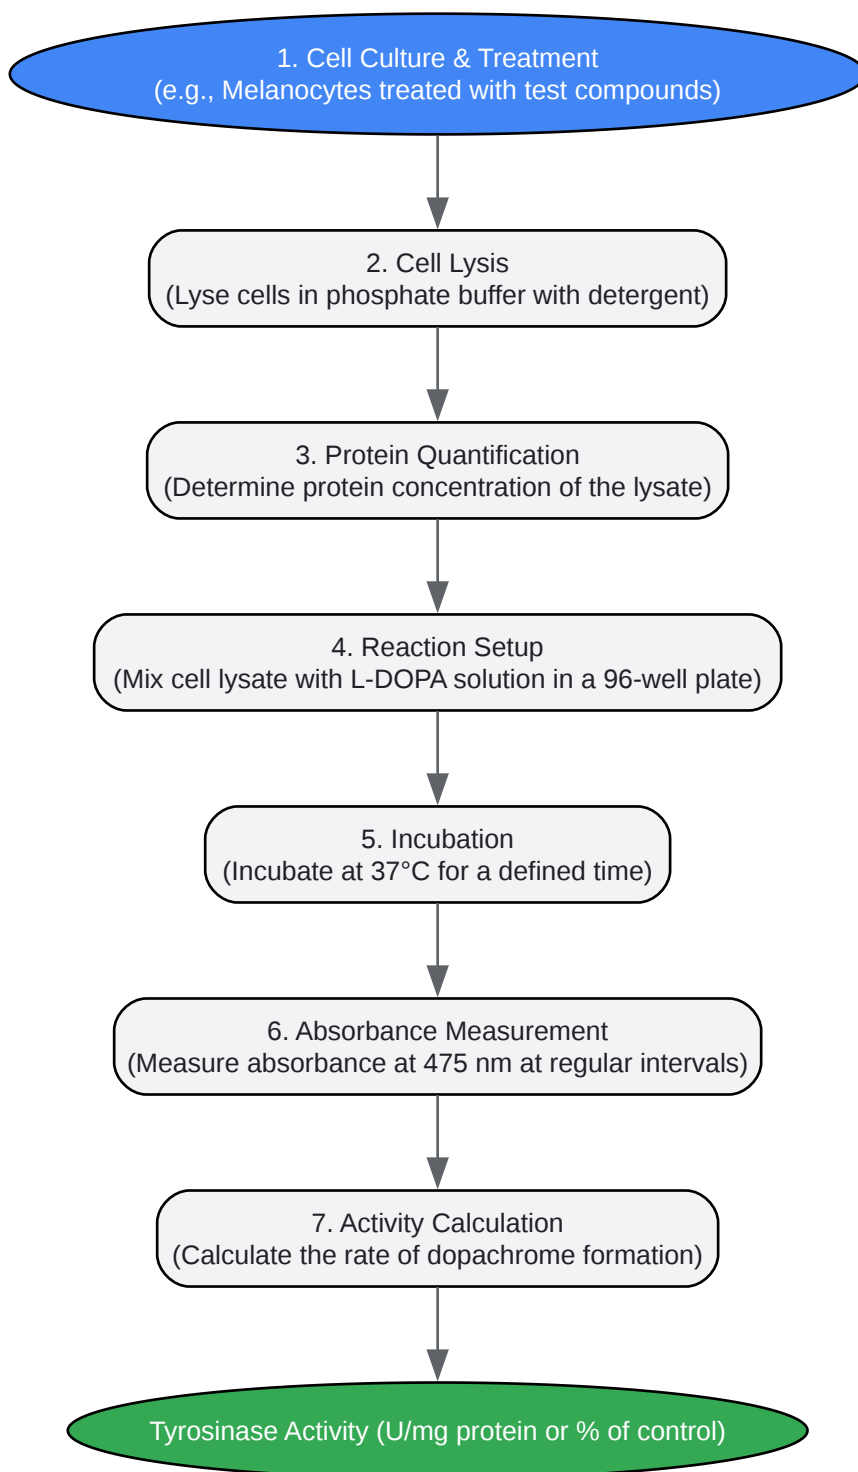 1. Cell Culture & Treatment
(e.g., Melanocytes treated with test compounds)
2. Cell Lysis
(Lyse cells in phosphate buffer with detergent)
3. Protein Quantification
(Determine protein concentration of the lysate)
4. Reaction Setup
(Mix cell lysate with L-DOPA solution in a 96-well plate)
5. Incubation
(Incubate at 37°C for a defined time)
6. Absorbance Measurement
(Measure absorbance at 475 nm at regular intervals)
7. Activity Calculation
(Calculate the rate of dopachrome formation)
Tyrosinase Activity (U/mg protein or % of control)